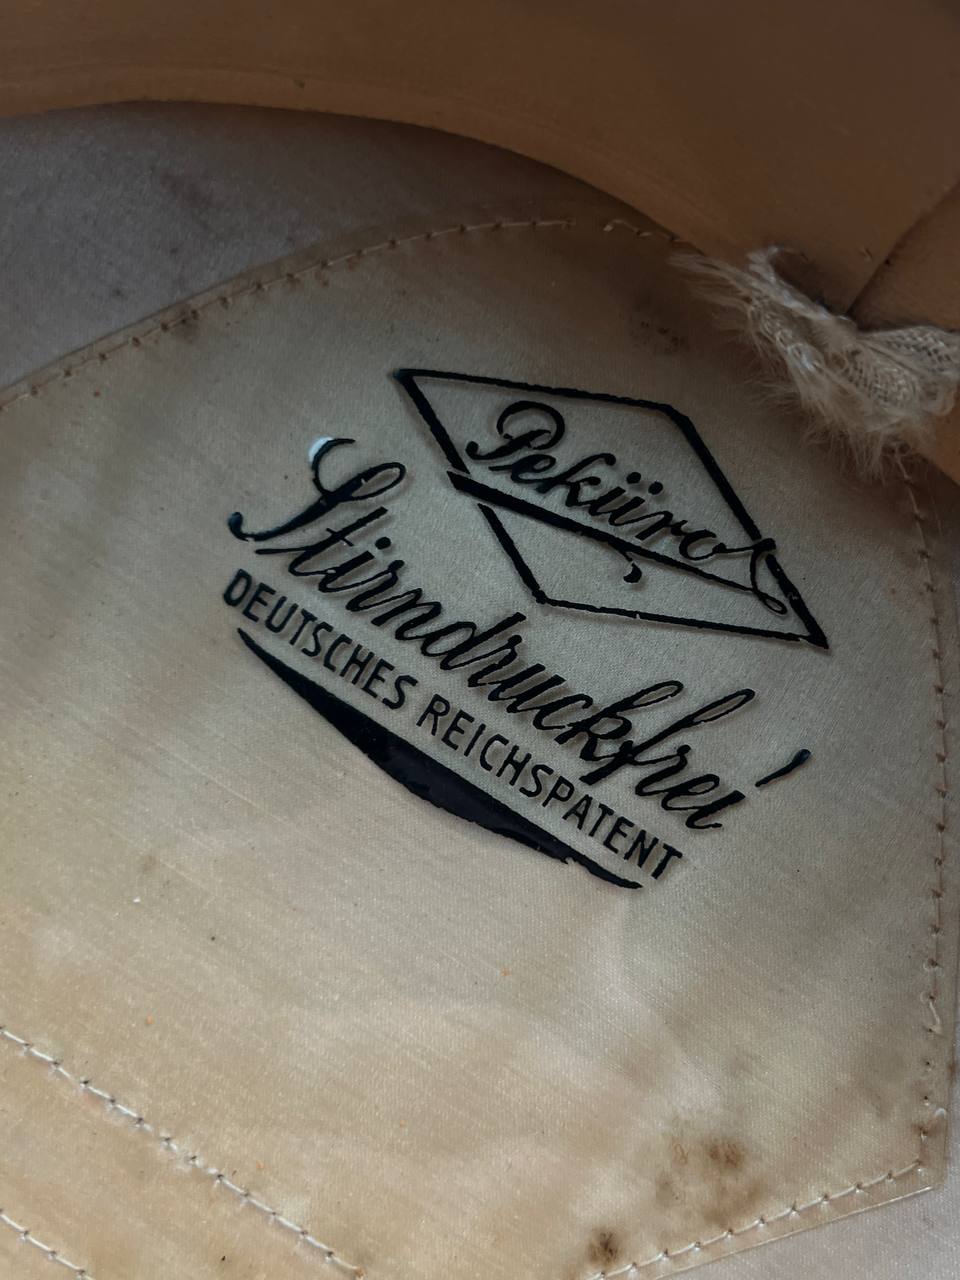 Peküro
Stirndruckfrei
DEUTSCHES REICHSPATENT